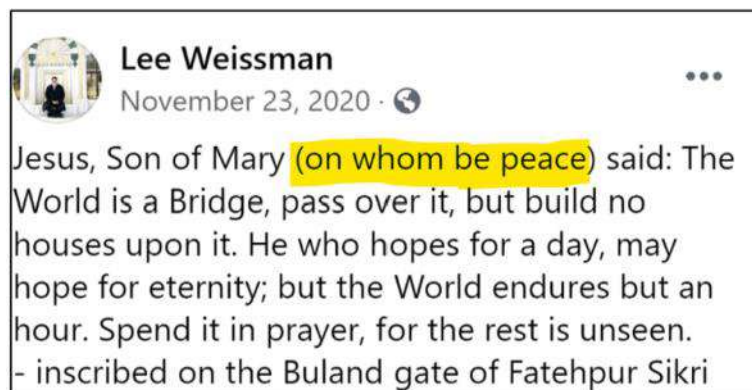 Lee Weissman
November 23, 2020 ·
Jesus, Son of Mary (on whom be peace) said: The
World is a Bridge, pass over it, but build no
houses upon it. He who hopes for a day, may
hope for eternity; but the World endures but an
hour. Spend it in prayer, for the rest is unseen.
- inscribed on the Buland gate of Fatehpur Sikri